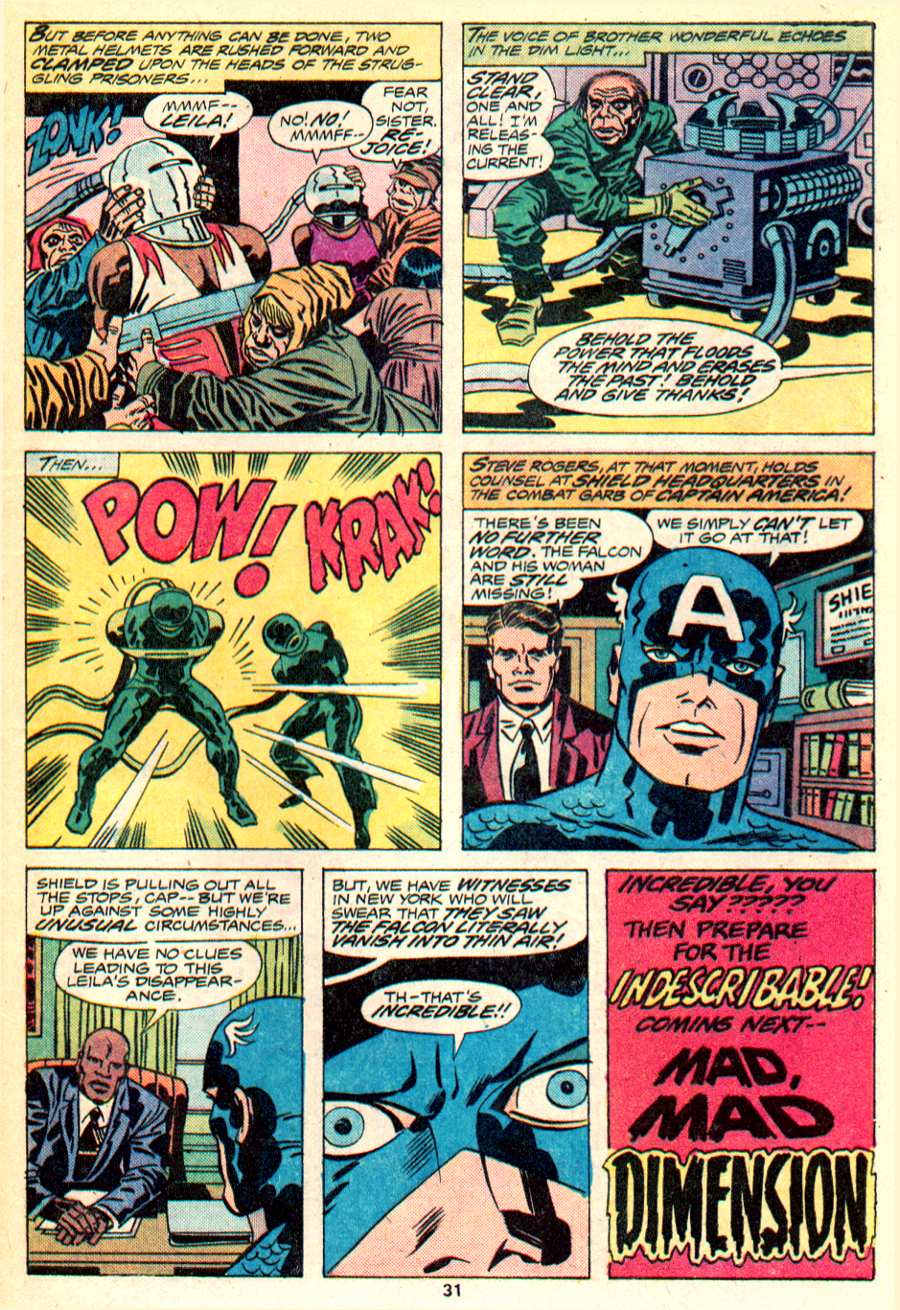 BUT BEFORE ANYTHING CAN BE DONE, TWO
METAL HELMETS ARE RUSHED FORWARD AND
CLAMPED UPON THE HEADS OF THE STRUG-
GLING PRISONERS...
ZONK!
MMMF--
LEILA!
NO! NO!
MMMFF--
FEAR
NOT,
SISTER.
RE-
JOICE!
THE VOICE OF BROTHER WONDERFUL ECHOES
IN THE DIM LIGHT...
STAND
CLEAR,
ONE AND
ALL! I'M
RELEAS-
ING THE
CURRENT!
BEHOLD THE
POWER THAT FLOODS
THE MIND AND ERASES
THE PAST! BEHOLD
AND GIVE THANKS!
THEN...
POW!
KRAK!
STEVE ROGERS, AT THAT MOMENT, HOLDS
COUNSEL AT SHIELD HEADQUARTERS IN
THE COMBAT GARB OF CAPTAIN AMERICA!
THERE'S BEEN
NO FURTHER
WORD. THE FALCON
AND HIS WOMAN
ARE STILL
MISSING!
WE SIMPLY CAN'T LET
IT GO AT THAT!
A
SHIE
SHIELD IS PULLING OUT ALL
THE STOPS, CAP-- BUT WE'RE
UP AGAINST SOME HIGHLY
UNUSUAL CIRCUMSTANCES...
WE HAVE NO CLUES
LEADING TO THIS
LEILA'S DISAPPEAR-
ANCE.
BUT, WE HAVE WITNESSES
IN NEW YORK WHO WILL
SWEAR THAT THEY SAW
THE FALCON LITERALLY
VANISH INTO THIN AIR!
TH-THAT'S
INCREDIBLE!!
INCREDIBLE, YOU
SAY?????
THEN PREPARE
FOR THE
INDESCRIBABLE!
COMING NEXT--
MAD,
MAD
DIMENSION
31